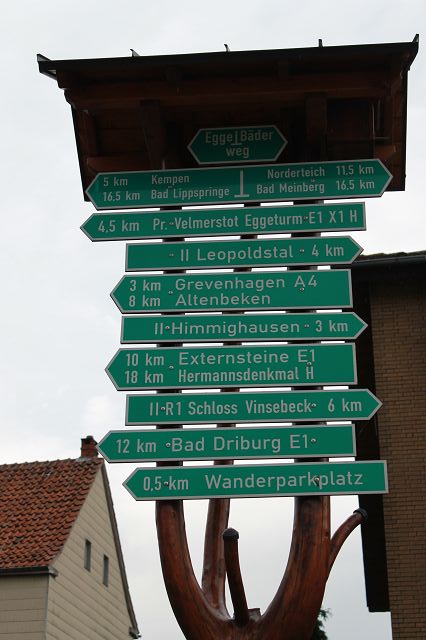 Egge Bäder
weg
5 km Kempen Norderteich 11.5 km
16.5 km Bad Lippspringe Bad Meinberg 16.5 km
4,5 km Pr.-Velmerstot Eggeturm-E1 X1 H
II Leopoldstal 4 km
3 km Grevenhagen A4
8 km Altenbeken
II-Himmighausen 3 km
10 km Externsteine E1
18 km Hermannsdenkmal H
II-R1 Schloss Vinsebeck 6 km
12 km Bad Driburg E1
0,5 km Wanderparkplatz